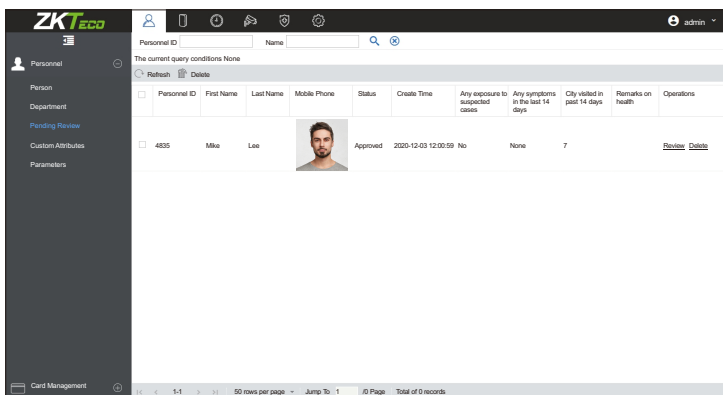 ZKTeco
admin
Personnel
Person
Department
Pending Review
Custom Attributes
Parameters
Card Management
Personnel ID
Name
The current query conditions None
Refresh Delete
Personnel ID First Name Last Name Mobile Phone Status Create Time Any exposure to suspected cases Any symptoms in the last 14 days City visited in past 14 days Remarks on health Operations
4835 Mike Lee Approved 2020-12-03 12:00:59 No None 7 Review Delete
1-1 50 rows per page Jump To 1 /0 Page Total of 0 records